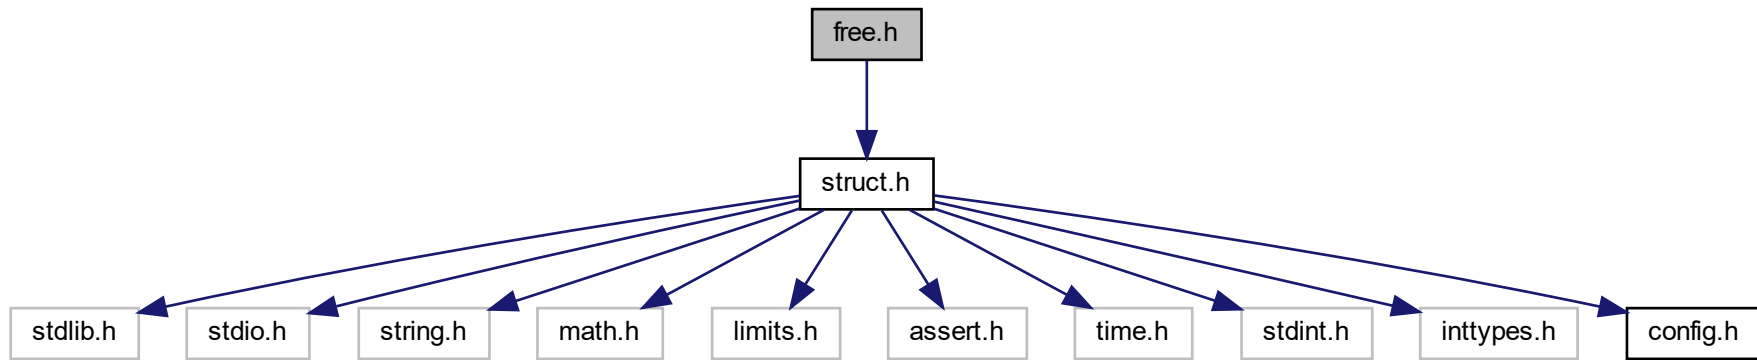 free.h
struct.h
stdlib.h
stdio.h
string.h
math.h
limits.h
assert.h
time.h
stdint.h
inttypes.h
config.h